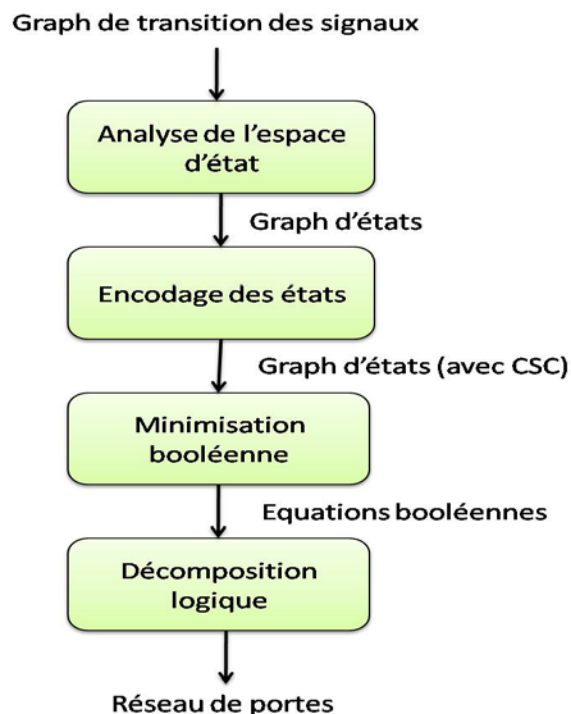 Graph de transition des signaux
Analyse de l'espace
d'état
Graph d'états
Encodage des états
Graph d'états (avec CSC)
Minimisation
booléenne
Equations booléennes
Décomposition
logique
Réseau de portes